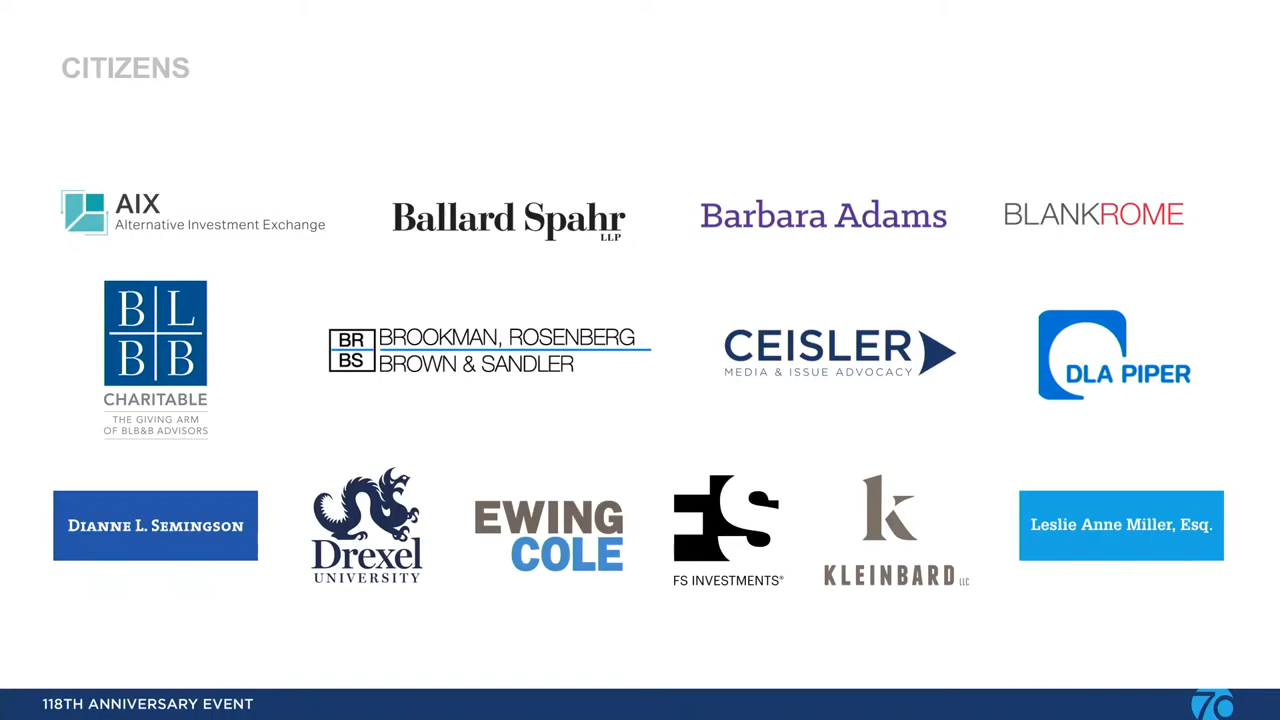 CITIZENS
AIX
Alternative Investment Exchange
Ballard Spahr
LLP
Barbara Adams
BLANKROME
B L
B B
CHARITABLE
THE GIVING ARM
OF BLB&B ADVISORS
BR
BS
BROOKMAN, ROSENBERG
BROWN & SANDLER
CEISLER
MEDIA & ISSUE ADVOCACY
DLA PIPER
DIANNE L. SEMINGSON
Drexel
UNIVERSITY
EWING
COLE
FS
FS INVESTMENTS®
k
KLEINBARD LLC
Leslie Anne Miller, Esq.
118TH ANNIVERSARY EVENT
70